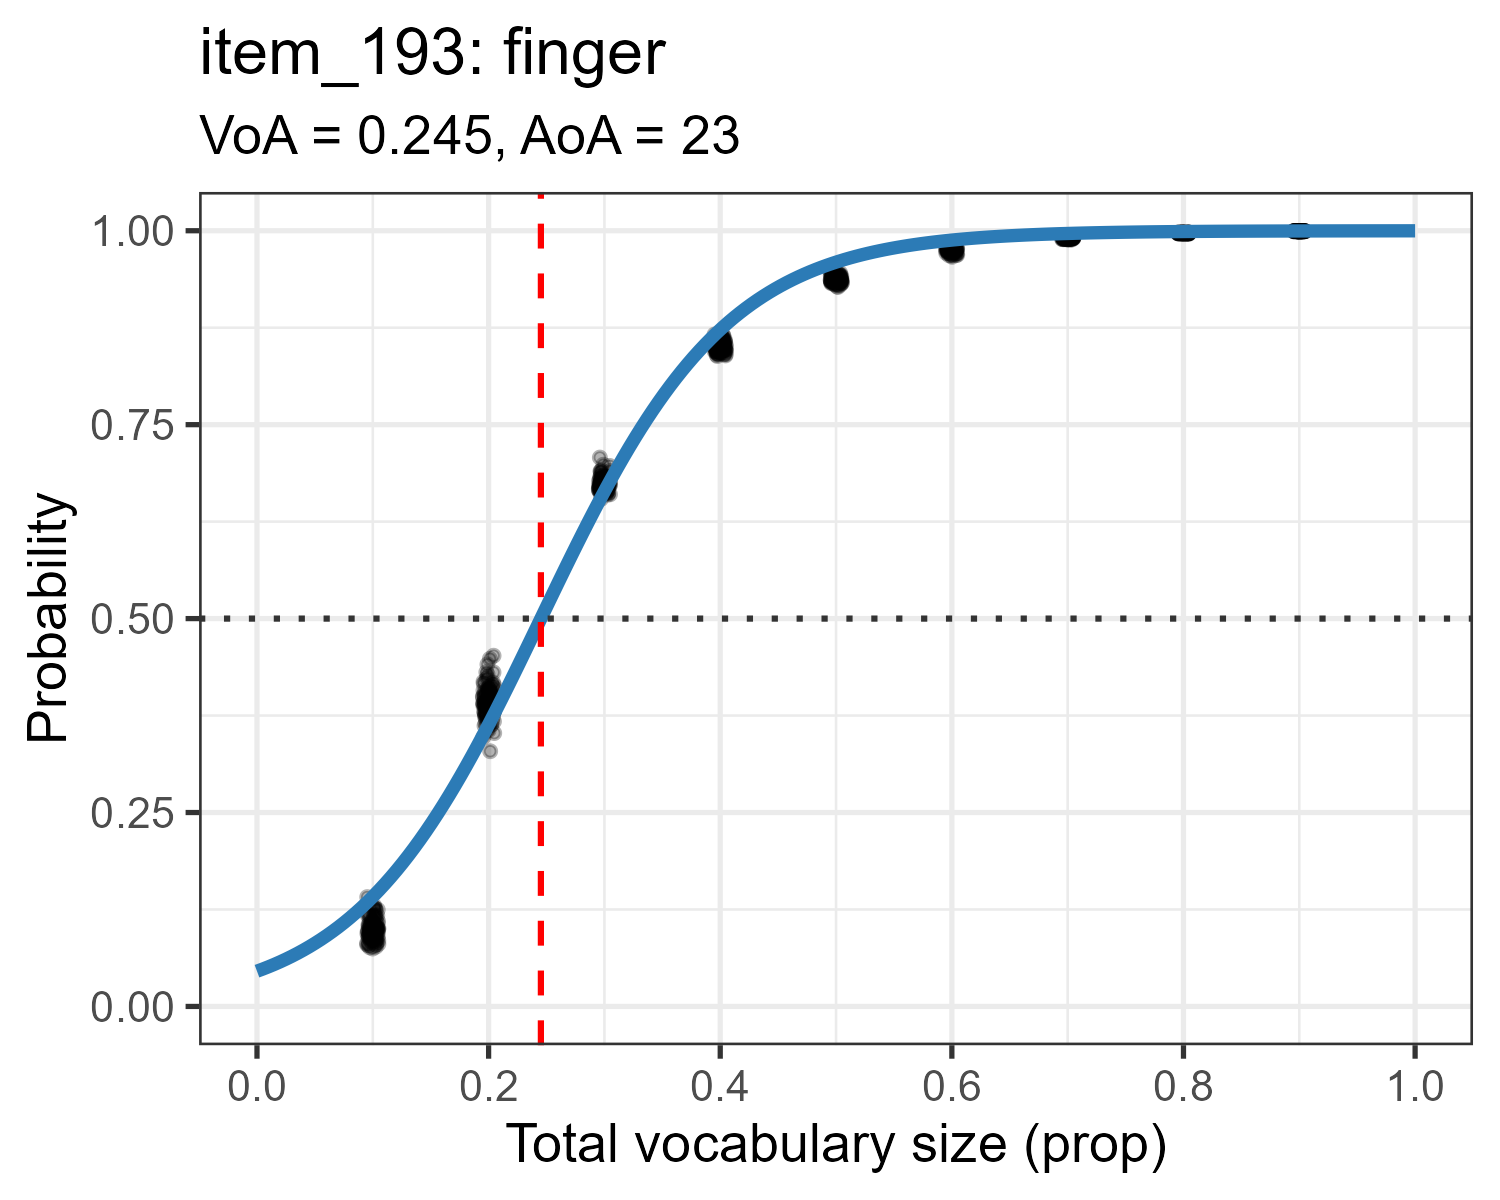 item_193: finger
VoA = 0.245, AoA = 23
Probability
1.00
0.75
0.50
0.25
0.00
0.0 0.2 0.4 0.6 0.8 1.0
Total vocabulary size (prop)